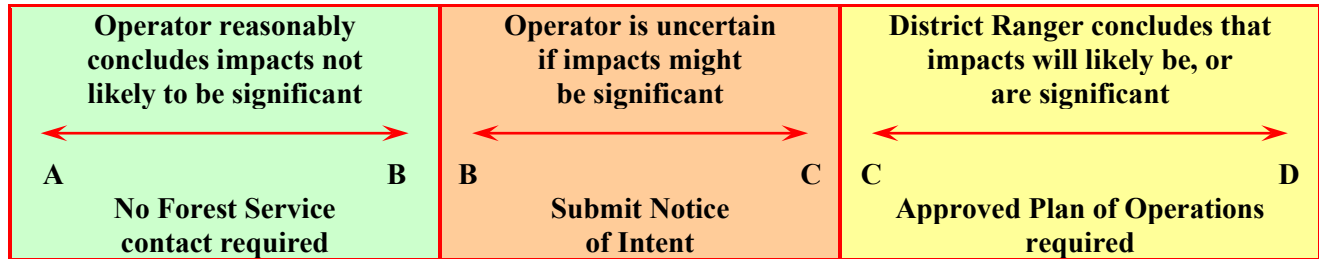 Operator reasonably
concludes impacts not
likely to be significant
A B
No Forest Service
contact required
Operator is uncertain
if impacts might
be significant
B C
Submit Notice
of Intent
District Ranger concludes that
impacts will likely be, or
are significant
C D
Approved Plan of Operations
required